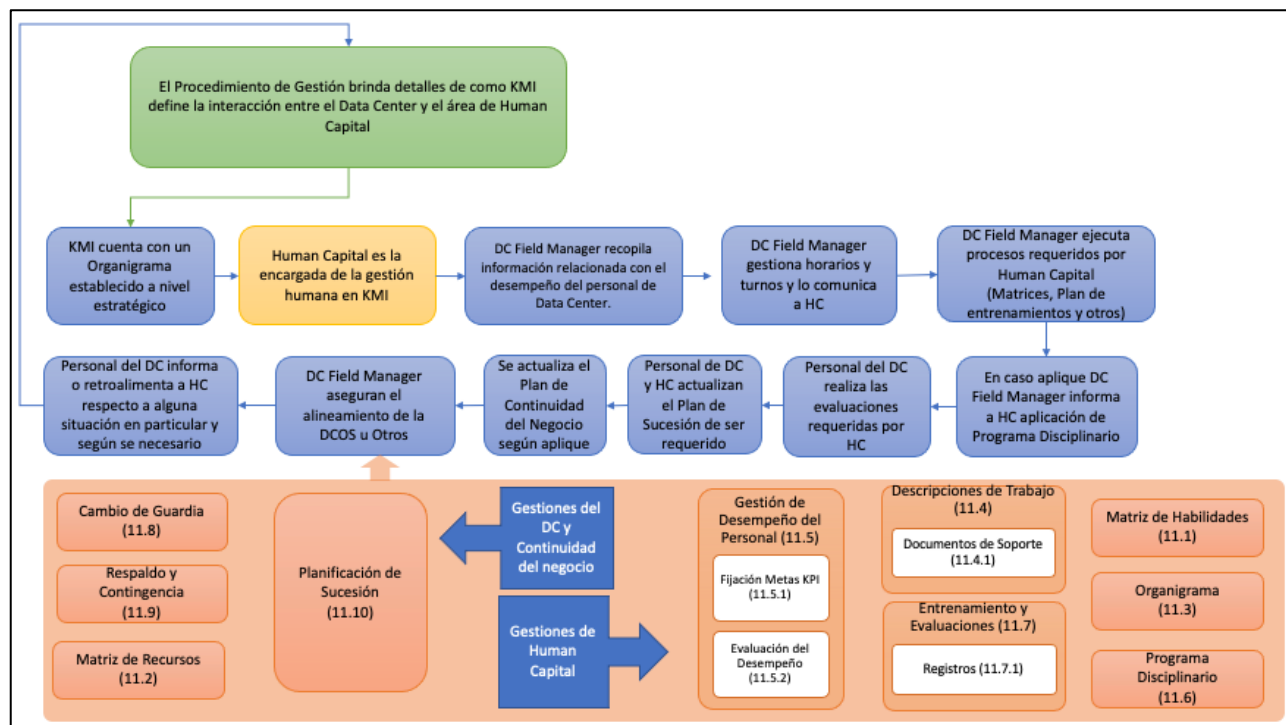 El Procedimiento de Gestión brinda detalles de como KMI
define la interacción entre el Data Center y el área de Human
Capital
KMI cuenta con un
Organigrama
establecido a nivel
estratégico
Human Capital es la
encargada de la gestión
humana en KMI
DC Field Manager recopila
información relacionada con el
desempeño del personal de
Data Center.
DC Field Manager
gestiona horarios y
turnos y lo comunica
a HC
DC Field Manager ejecuta
procesos requeridos por
Human Capital
(Matrices, Plan de
entrenamientos y otros)
Personal del DC informa
o retroalimenta a HC
respecto a alguna
situación en particular y
según se necesario
DC Field Manager
aseguran el
alineamiento de la
DCOS u Otros
Se actualiza el
Plan de
Continuidad
del Negocio
según aplique
Personal de DC
y HC actualizan
el Plan de
Sucesión de ser
requerido
Personal del DC
realiza las
evaluaciones
requeridas por
HC
En caso aplique DC
Field Manager informa
a HC aplicación de
Programa Disciplinario
Cambio de Guardia
(11.8)
Respaldo y
Contingencia
(11.9)
Matriz de Recursos
(11.2)
Planificación de
Sucesión
(11.10)
Gestiones del
DC y
Continuidad
del negocio
Gestiones de
Human
Capital
Gestión de
Desempeño del
Personal (11.5)
Fijación Metas KPI
(11.5.1)
Evaluación del
Desempeño
(11.5.2)
Descripciones de Trabajo
(11.4)
Documentos de Soporte
(11.4.1)
Entrenamiento y
Evaluaciones (11.7)
Registros (11.7.1)
Matriz de Habilidades
(11.1)
Organigrama
(11.3)
Programa
Disciplinario
(11.6)